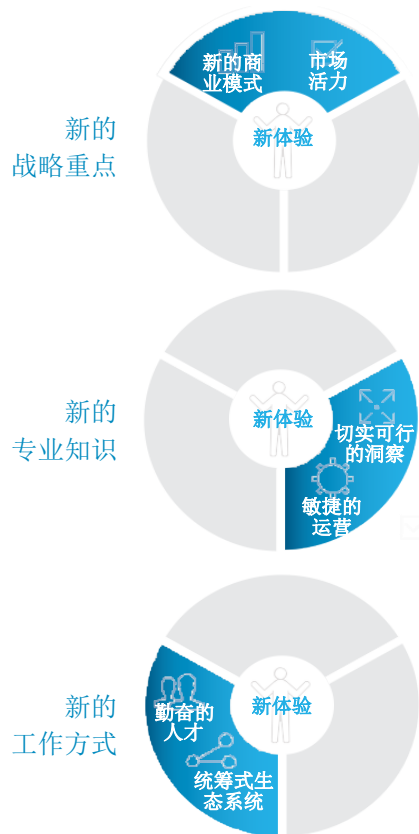 新的商
业模式
市场
活力
新体验
新的
战略重点
新的
专业知识
新体验
切实可行
的洞察
敏捷的
运营
新的
工作方式
新体验
勤奋的
人才
统筹式生
态系统